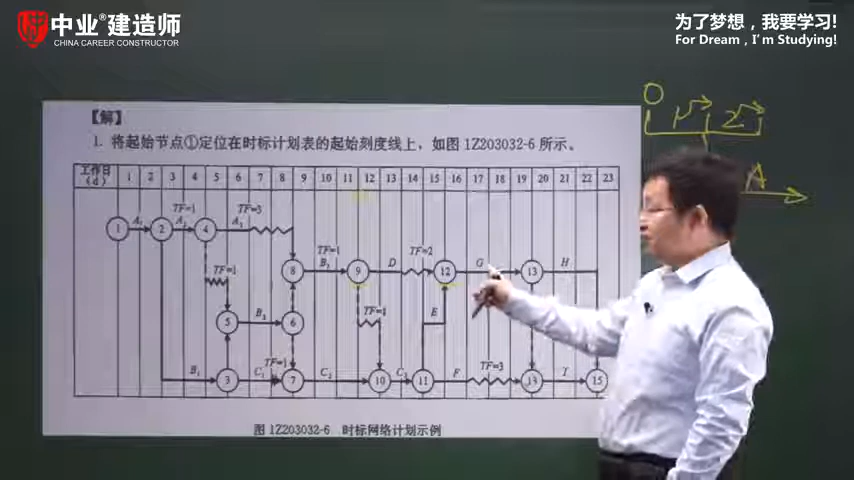 中业®建造师
CHINA CAREER CONSTRUCTOR
为了梦想，我要学习!
For Dream , I'm Studying!
【解】
1. 将起始节点①定位在时标计划表的起始刻度线上，如图 1Z203032-6 所示。
工作日 1 2 3 4 5 6 7 8 9 10 11 12 13 14 15 16 17 18 19 20 21 22 23
（d）
TF=1 TF=3
1 A₁ 2 4 A₃
TF=1 TF=2
8 B₃ 9 D 12 G 13 H
TF=1
5 B₂ 6 TF=1 E
B₁ TF=1 TF=3
3 C₁ 7 C₂ 10 C₃ 11 F 13 I 15
图 1Z203032-6 时标网络计划示例
0
1 2
A